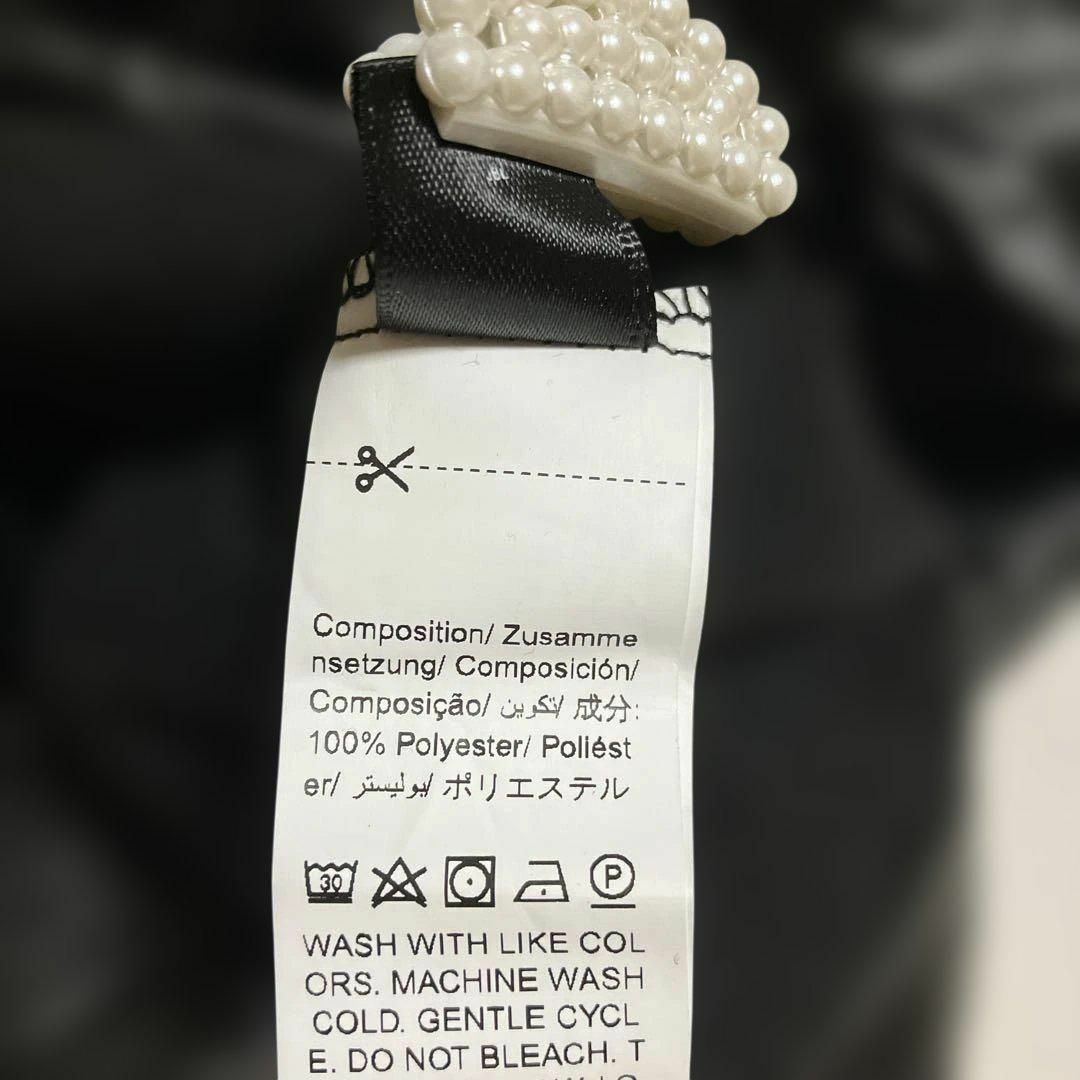 Composition/ Zusamme
nsetzung/ Composición/
Composição/ تكوين/ 成分:
100% Polyester/ Poliést
er/ بوليستر/ ポリエステル
30 P
WASH WITH LIKE COL
ORS. MACHINE WASH
COLD. GENTLE CYCL
E. DO NOT BLEACH. T